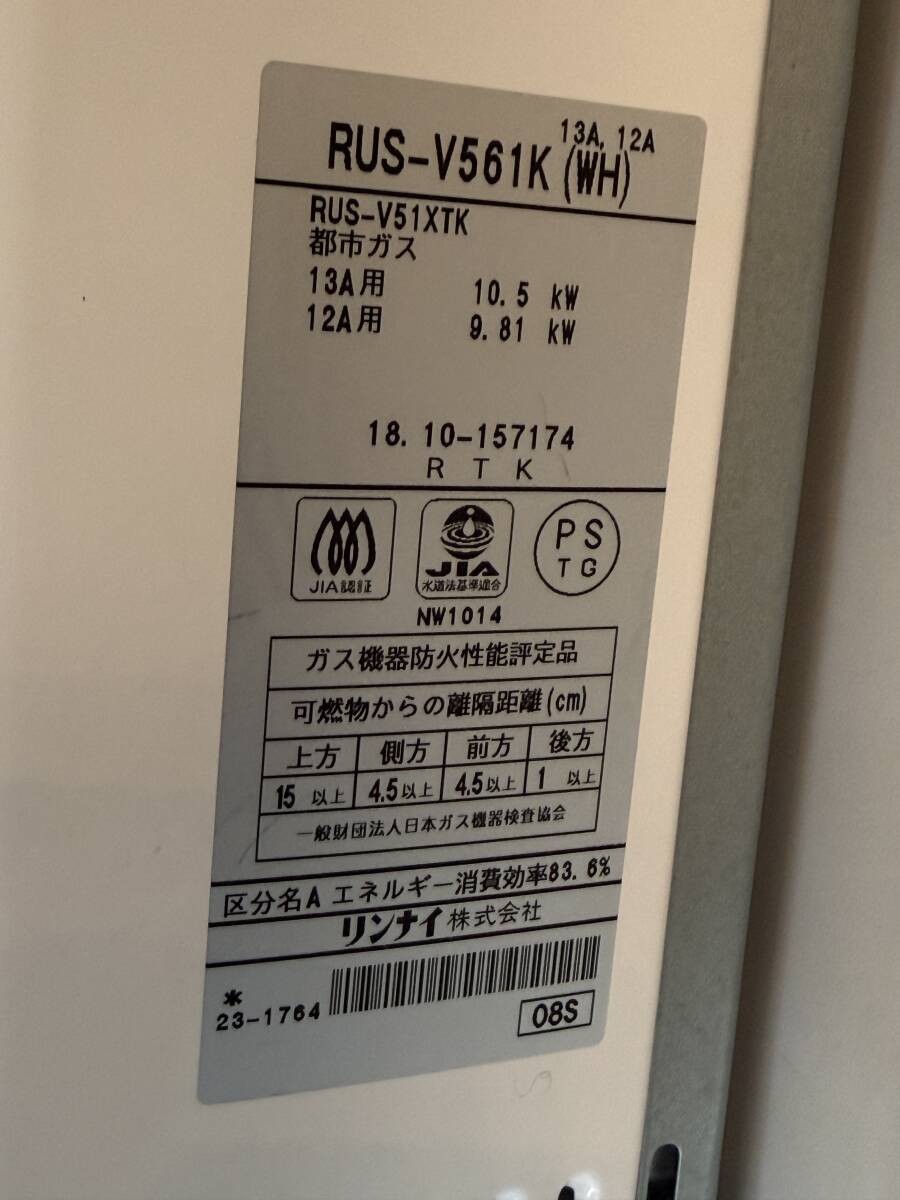 13A, 12A
RUS-V561K (WH)
RUS-V51XTK
都市ガス
13A用 10.5 kW
12A用 9.81 kW
18. 10-157174
R T K
JIA認証
JIA
水道法基準適合
PS
TG
NW1014
ガス機器防火性能評定品
可燃物からの離隔距離(cm)
上方 側方 前方 後方
15 以上 4.5以上 4.5以上 1 以上
一般財団法人日本ガス機器検査協会
区分名A エネルギー消費効率83.6%
リンナイ株式会社
*
23-1764
08S